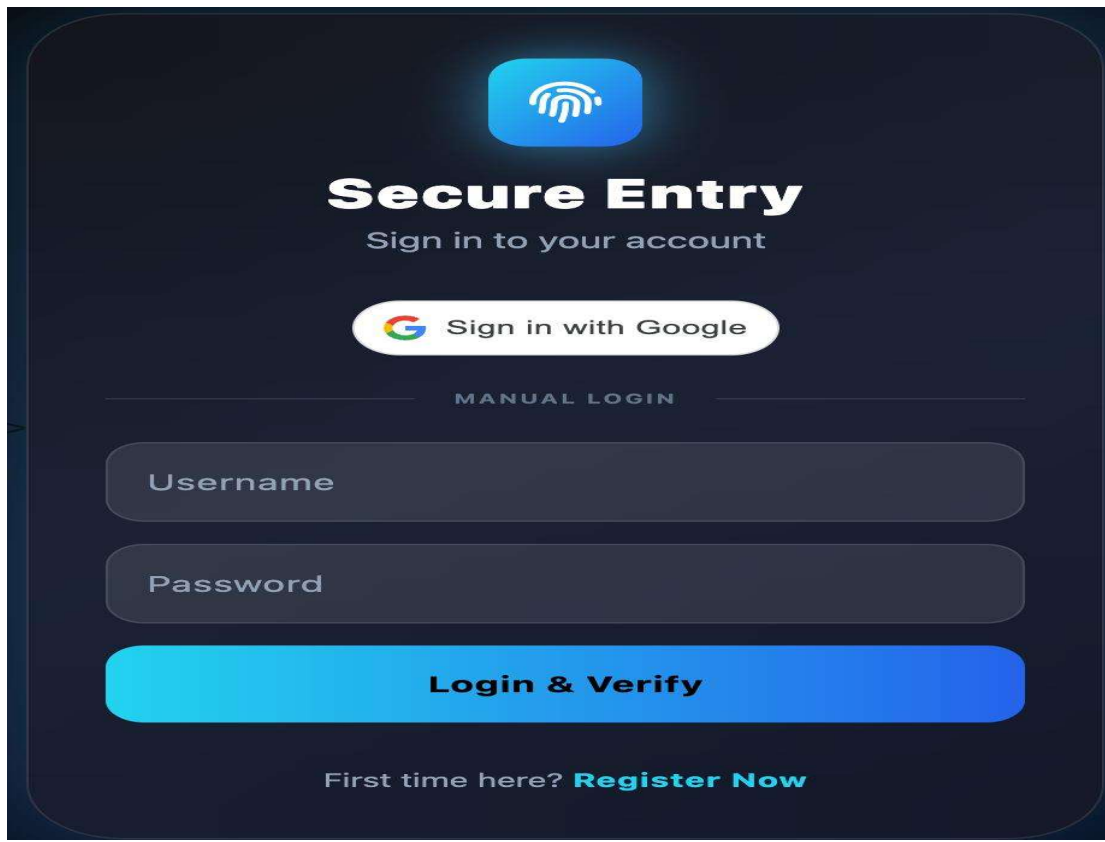 Secure Entry
Sign in to your account
Sign in with Google
MANUAL LOGIN
Username
Password
Login & Verify
First time here? Register Now